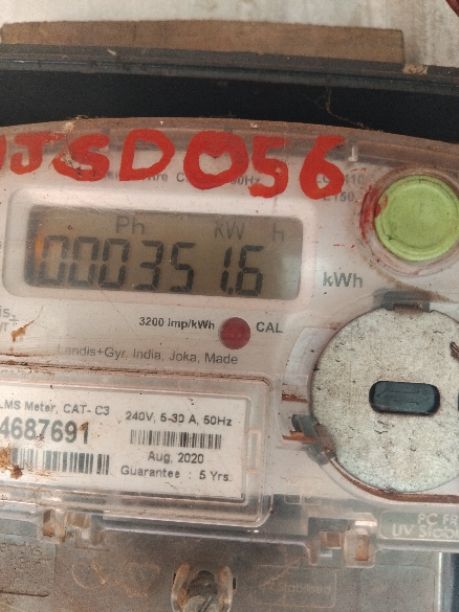 JSD056
Ph kW h
000351.6
kWh
3200 imp/kWh CAL
Landis+Gyr, India, Joka, Made
LMS Meter, CAT- C3
4687691
240V, 5-30 A, 50Hz
Aug, 2020
Guarantee : 5 Yrs.